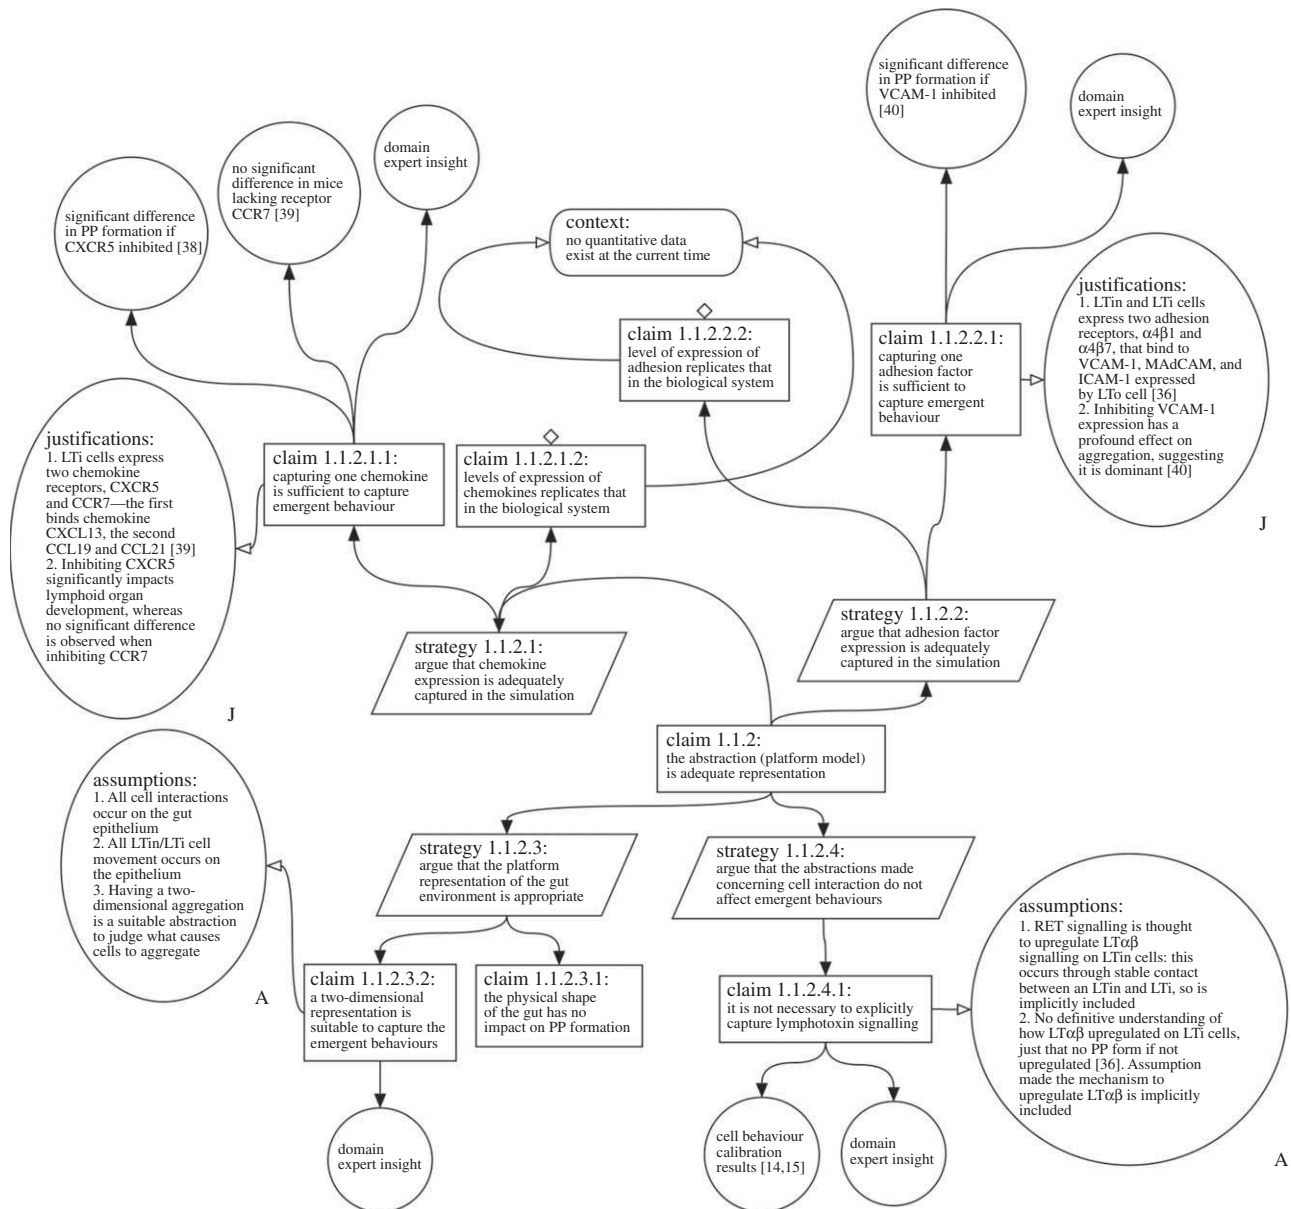 significant difference
in PP formation if
VCAM-1 inhibited
[40]
domain
expert insight
domain
expert insight
no significant
difference in mice
lacking receptor
CCR7 [39]
significant difference
in PP formation if
CXCR5 inhibited [38]
context:
no quantitative data
exist at the current time
justifications:
1. LTin and LTi cells
express two adhesion
receptors, α4β1 and
α4β7, that bind to
VCAM-1, MAdCAM, and
ICAM-1 expressed
by LTo cell [36]
2. Inhibiting VCAM-1
expression has a
profound effect on
aggregation, suggesting
it is dominant [40]
J
claim 1.1.2.2.2:
level of expression of
adhesion replicates that
in the biological system
claim 1.1.2.2.1:
capturing one
adhesion factor
is sufficient to
capture emergent
behaviour
justifications:
1. LTi cells express
two chemokine
receptors, CXCR5
and CCR7—the first
binds chemokine
CXCL13, the second
CCL19 and CCL21 [39]
2. Inhibiting CXCR5
significantly impacts
lymphoid organ
development, whereas
no significant difference
is observed when
inhibiting CCR7
J
claim 1.1.2.1.1:
capturing one chemokine
is sufficient to capture
emergent behaviour
claim 1.1.2.1.2:
levels of expression of
chemokines replicates that
in the biological system
strategy 1.1.2.1:
argue that chemokine
expression is adequately
captured in the simulation
strategy 1.1.2.2:
argue that adhesion factor
expression is adequately
captured in the simulation
claim 1.1.2:
the abstraction (platform model)
is adequate representation
assumptions:
1. All cell interactions
occur on the gut
epithelium
2. All LTin/LTi cell
movement occurs on
the epithelium
3. Having a two-
dimensional aggregation
is a suitable abstraction
to judge what causes
cells to aggregate
A
strategy 1.1.2.3:
argue that the platform
representation of the gut
environment is appropriate
strategy 1.1.2.4:
argue that the abstractions made
concerning cell interaction do not
affect emergent behaviours
claim 1.1.2.3.2:
a two-dimensional
representation is
suitable to capture the
emergent behaviours
claim 1.1.2.3.1:
the physical shape
of the gut has no
impact on PP formation
claim 1.1.2.4.1:
it is not necessary to explicitly
capture lymphotoxin signalling
assumptions:
1. RET signalling is thought
to upregulate LTαβ
signalling on LTin cells: this
occurs through stable contact
between an LTin and LTi, so is
implicitly included
2. No definitive understanding of
how LTαβ upregulated on LTi cells,
just that no PP form if not
upregulated [36]. Assumption
made the mechanism to
upregulate LTαβ is implicitly
included
A
domain
expert insight
cell behaviour
calibration
results [14,15]
domain
expert insight